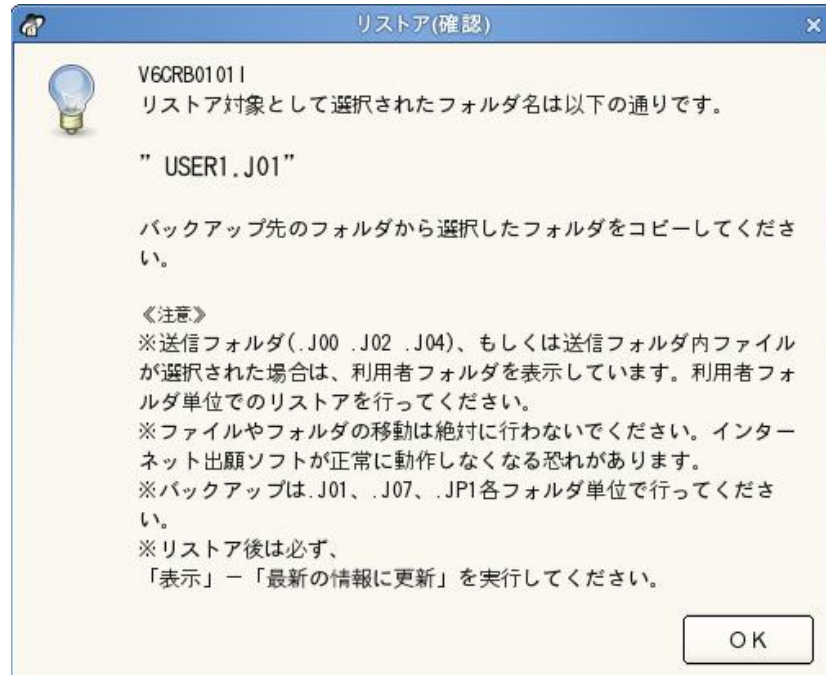 リストア(確認)
V6CRB0101I
リストア対象として選択されたフォルダ名は以下の通りです。
” USER1.J01”
バックアップ先のフォルダから選択したフォルダをコピーしてくださ
い。
≪注意≫
※送信フォルダ(.J00 .J02 .J04)、もしくは送信フォルダ内ファイル
が選択された場合は、利用者フォルダを表示しています。利用者フォ
ルダ単位でのリストアを行ってください。
※ファイルやフォルダの移動は絶対に行わないでください。インター
ネット出願ソフトが正常に動作しなくなる恐れがあります。
※バックアップは.J01、.J07、.JP1各フォルダ単位で行ってくださ
い。
※リストア後は必ず、
「表示」－「最新の情報に更新」を実行してください。
OK